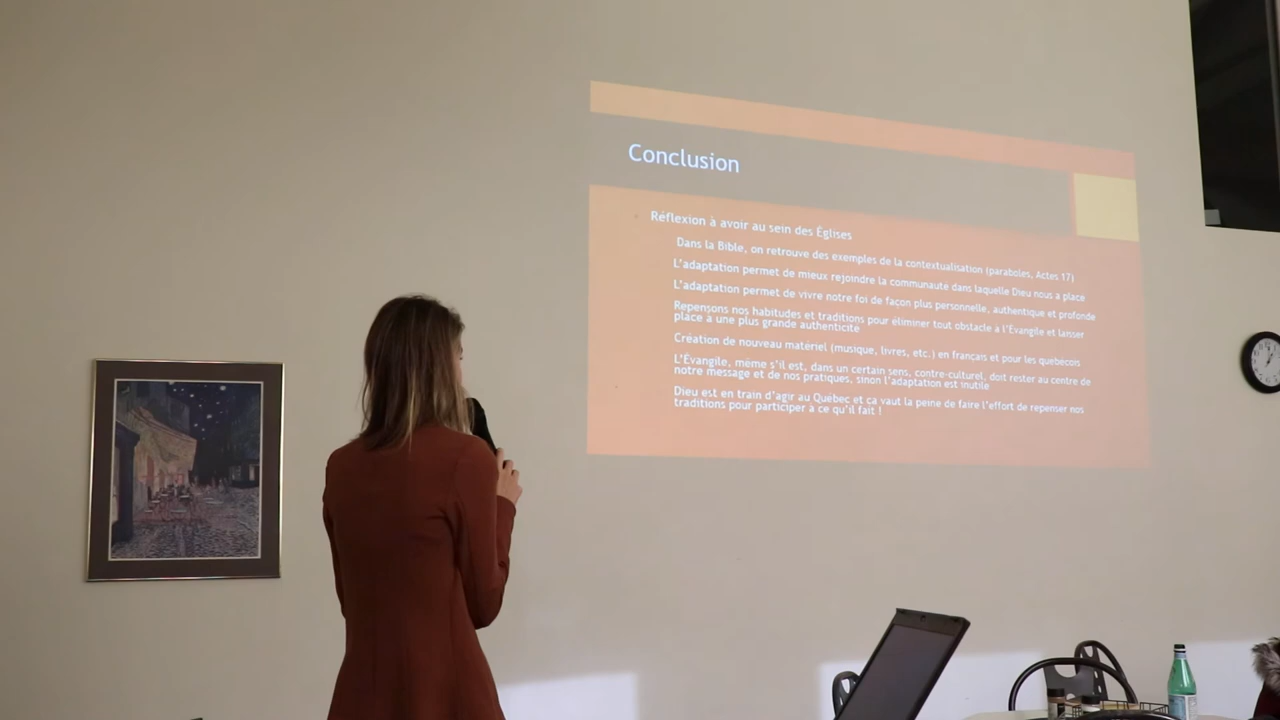 Conclusion
Réflexion à avoir au sein des Églises
Dans la Bible, on retrouve des exemples de la contextualisation (paraboles, Actes 17)
L'adaptation permet de mieux rejoindre la communauté dans laquelle Dieu nous a placé
L'adaptation permet de vivre notre foi de façon plus personnelle, authentique et profonde
Repensons nos habitudes et traditions pour éliminer tout obstacle à l'Évangile et laisser
place à une plus grande authenticité
Création de nouveau matériel (musique, livres, etc.) en français et pour les québécois
L'Évangile, même s'il est, dans un certain sens, contre-culturel, doit rester au centre de
notre message et de nos pratiques, sinon l'adaptation est inutile
Dieu est en train d'agir au Québec et ça vaut la peine de faire l'effort de repenser nos
traditions pour participer à ce qu'il fait !